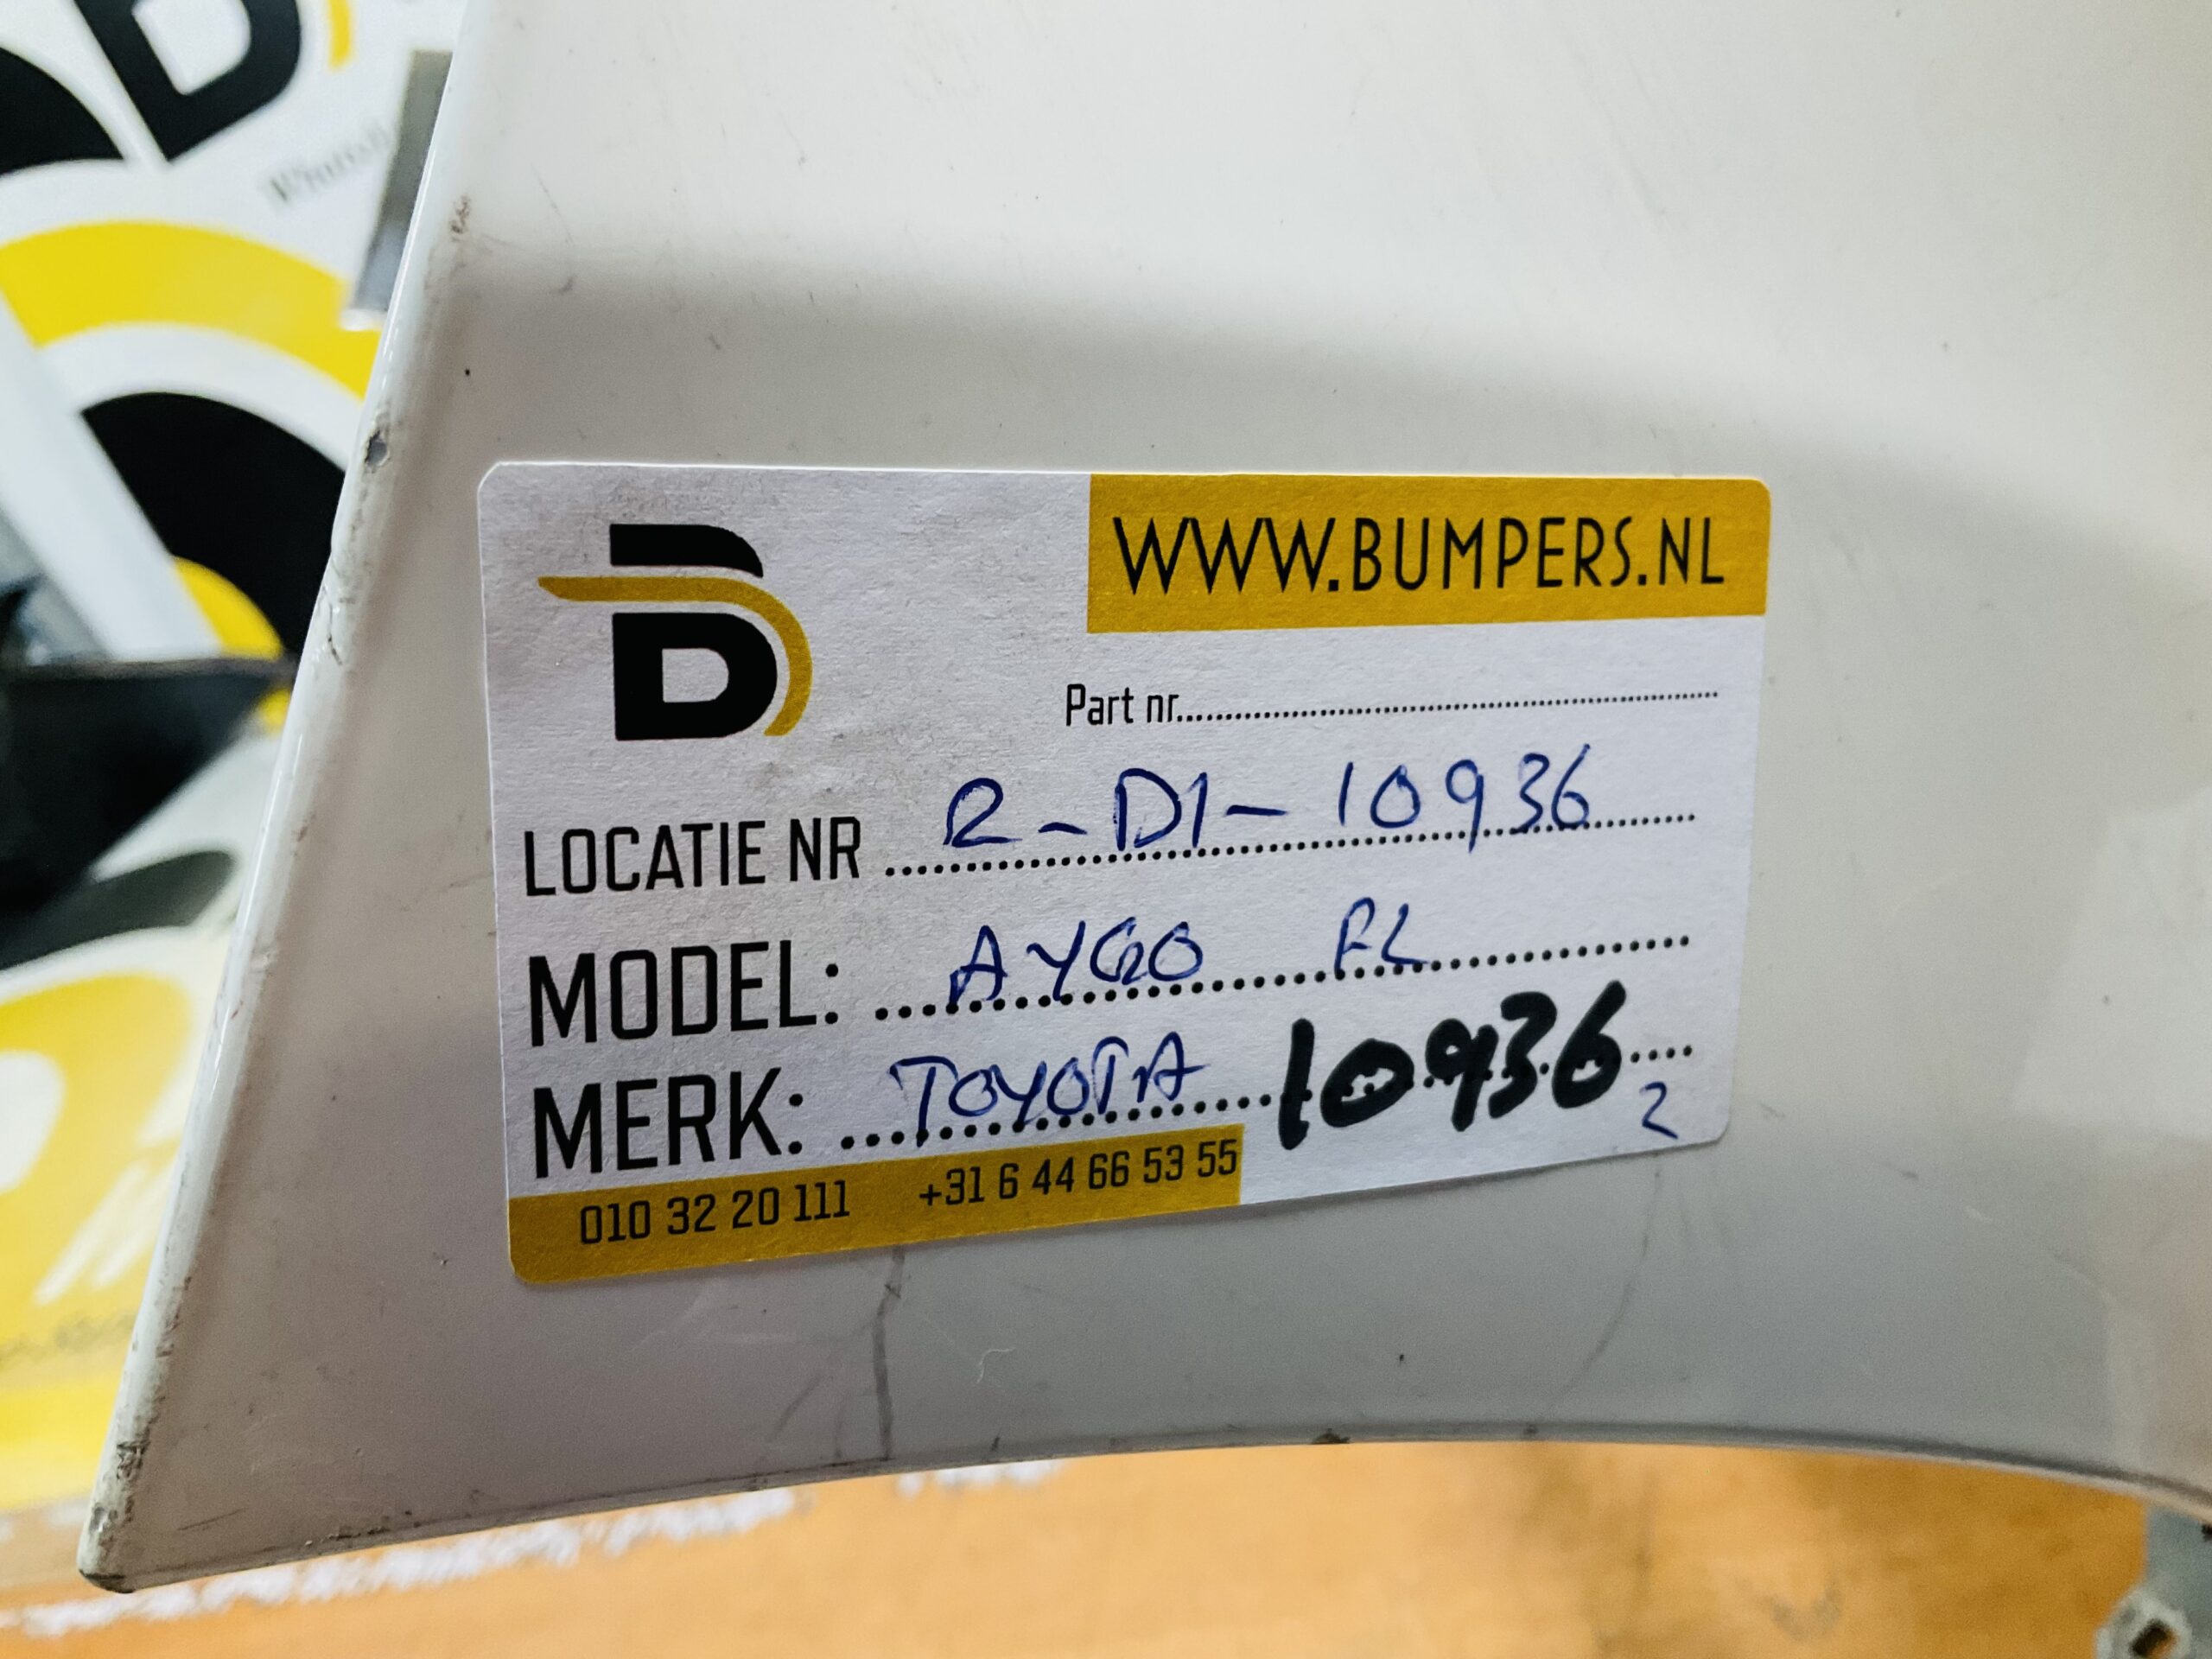 WWW.BUMPERS.NL
Part nr
LOCATIE NR 2-D1-10936
MODEL: AYGO FL
MERK: TOYOTA 10936
2
010 32 20 111 +31 6 44 66 53 55